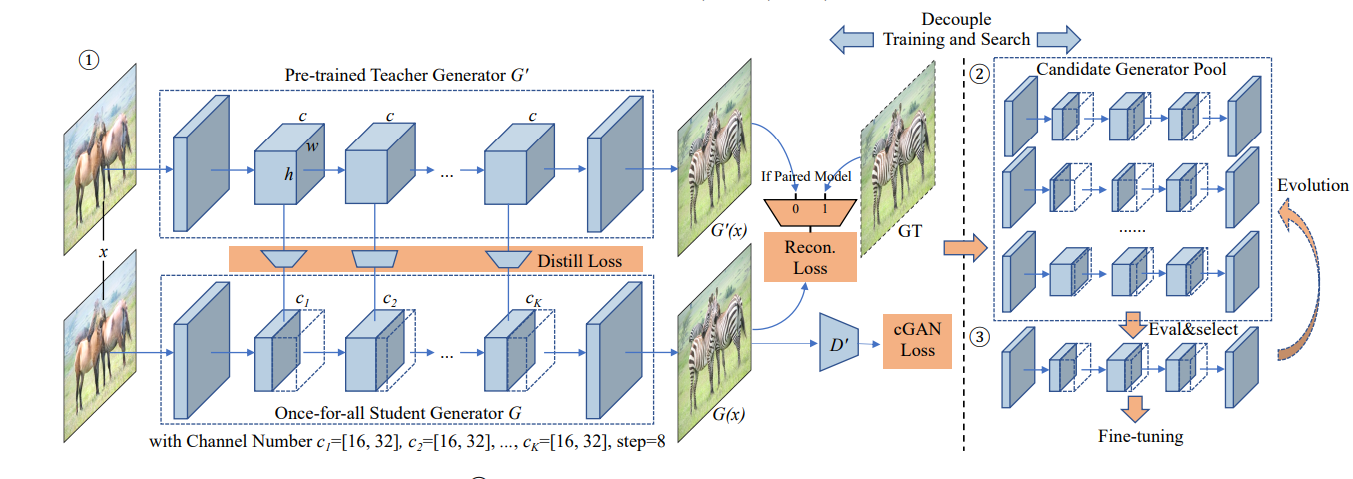 Decouple
Training and Search
①
Pre-trained Teacher Generator G'
c
c
c
w
h
...
G'(x)
x
Distill Loss
If Paired Model
0 1
Recon.
Loss
GT
c1
c2
cK
...
D'
cGAN
Loss
G(x)
Once-for-all Student Generator G
with Channel Number c1=[16, 32], c2=[16, 32], ..., cK=[16, 32], step=8
②
Candidate Generator Pool
......
Evolution
Eval&select
③
Fine-tuning